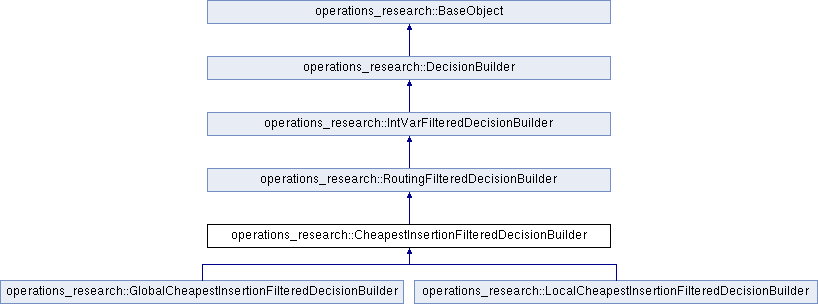 operations_research::BaseObject
operations_research::DecisionBuilder
operations_research::IntVarFilteredDecisionBuilder
operations_research::RoutingFilteredDecisionBuilder
operations_research::CheapestInsertionFilteredDecisionBuilder
operations_research::GlobalCheapestInsertionFilteredDecisionBuilder
operations_research::LocalCheapestInsertionFilteredDecisionBuilder